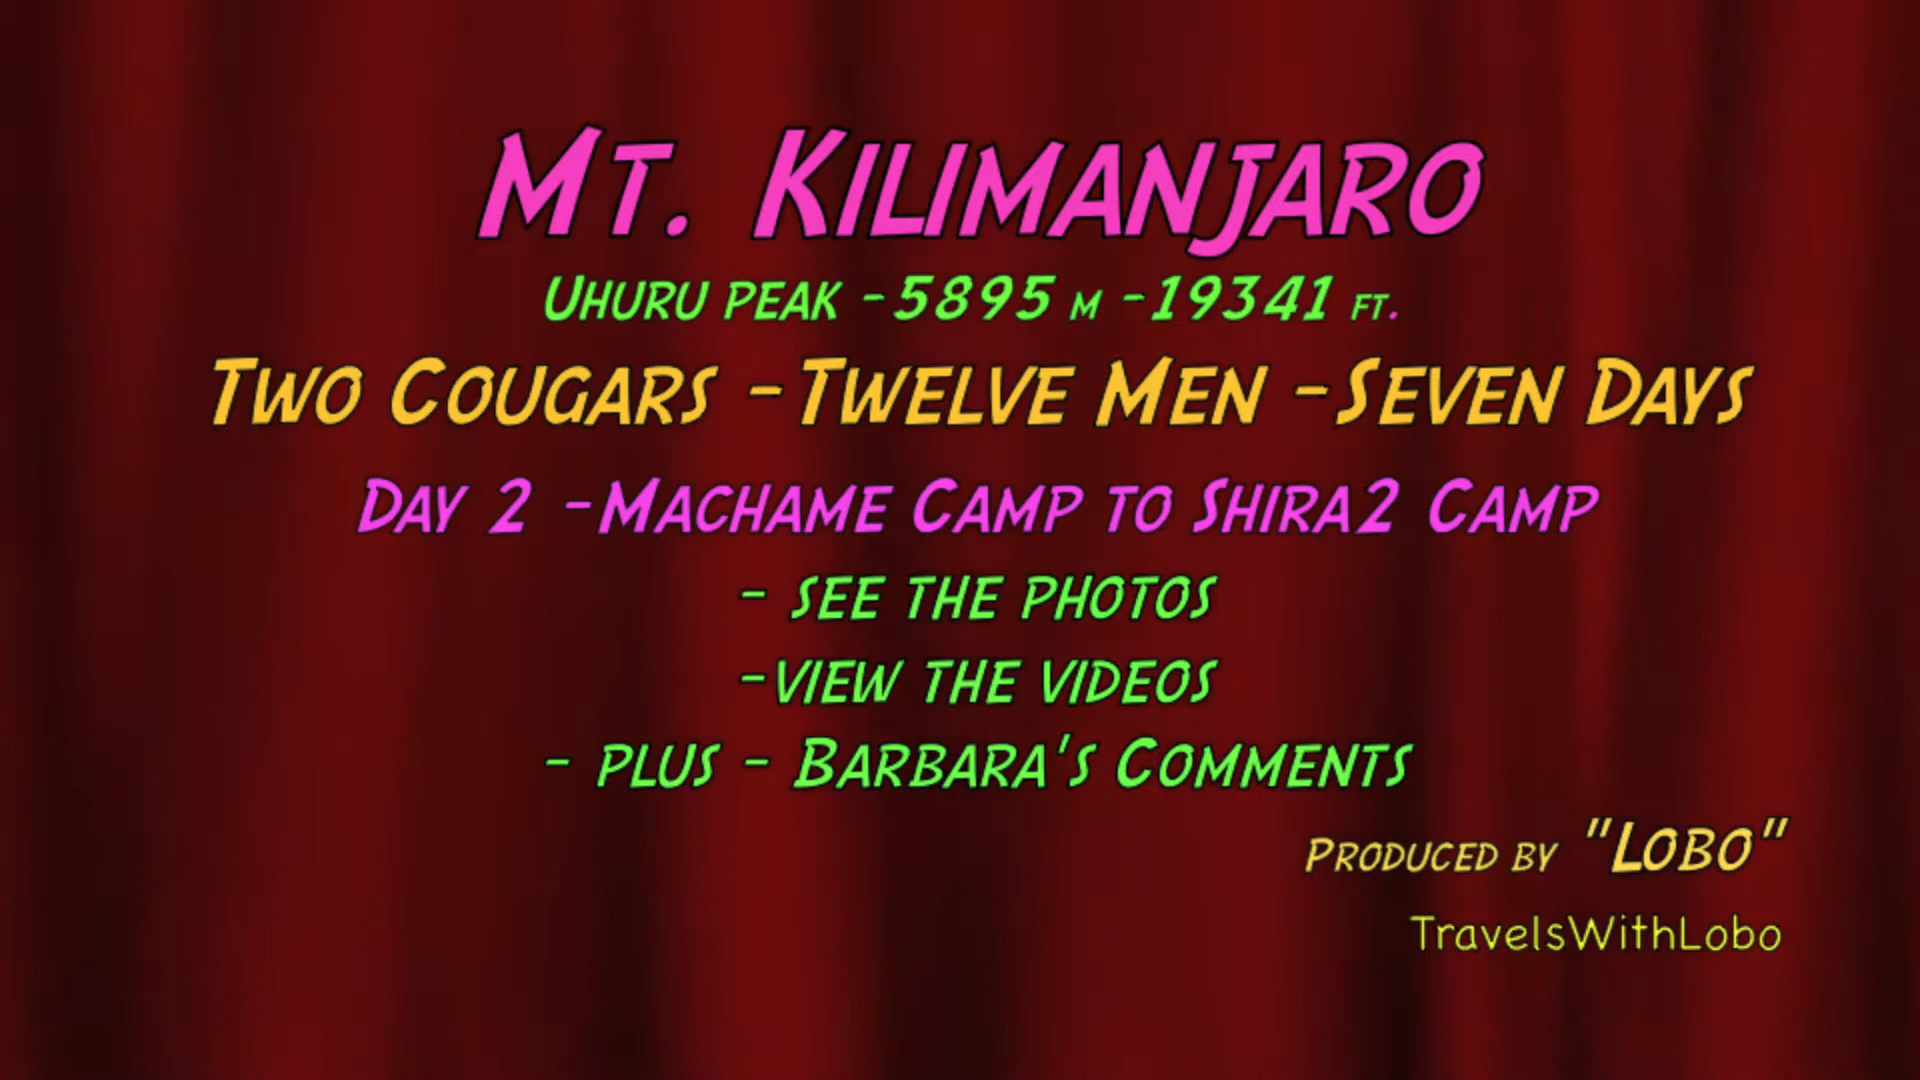 Mt. Kilimanjaro
Uhuru peak -5895 m -19341 ft.
Two Cougars -Twelve Men -Seven Days
Day 2 -Machame Camp to Shira2 Camp
- see the photos
-view the videos
- plus - Barbara's Comments
Produced by "Lobo"
TravelsWithLobo